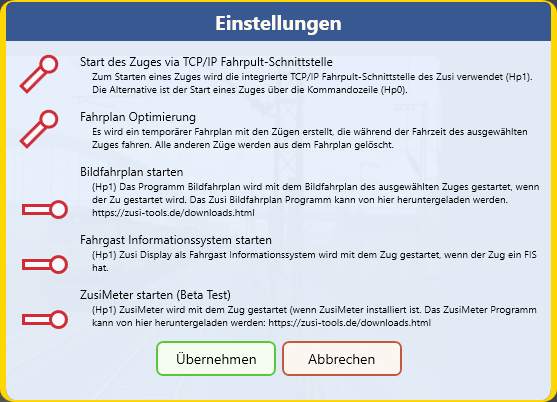 Einstellungen
Start des Zuges via TCP/IP Fahrpult-Schnittstelle
Zum Starten eines Zuges wird die integrierte TCP/IP Fahrpult-Schnittstelle des Zusi verwendet (Hp1).
Die Alternative ist der Start eines Zuges über die Kommandozeile (Hp0).
Fahrplan Optimierung
Es wird ein temporärer Fahrplan mit den Zügen erstellt, die während der Fahrzeit des ausgewählten
Zuges fahren. Alle anderen Züge werden aus dem Fahrplan gelöscht.
Bildfahrplan starten
(Hp1) Das Programm Bildfahrplan wird mit dem Bildfahrplan des ausgewählten Zuges gestartet, wenn
der Zu gestartet wird. Das Zusi Bildfahrplan Programm kann von hier heruntergeladen werden.
https://zusi-tools.de/downloads.html
Fahrgast Informationssystem starten
(Hp1) Zusi Display als Fahrgast Informationssystem wird mit dem Zug gestartet, wenn der Zug ein FIS
hat.
ZusiMeter starten (Beta Test)
(Hp1) ZusiMeter wird mit dem Zug gestartet (wenn ZusiMeter installiert ist. Das ZusiMeter Programm
kann von hier heruntergeladen werden: https://zusi-tools.de/downloads.html
Übernehmen Abbrechen